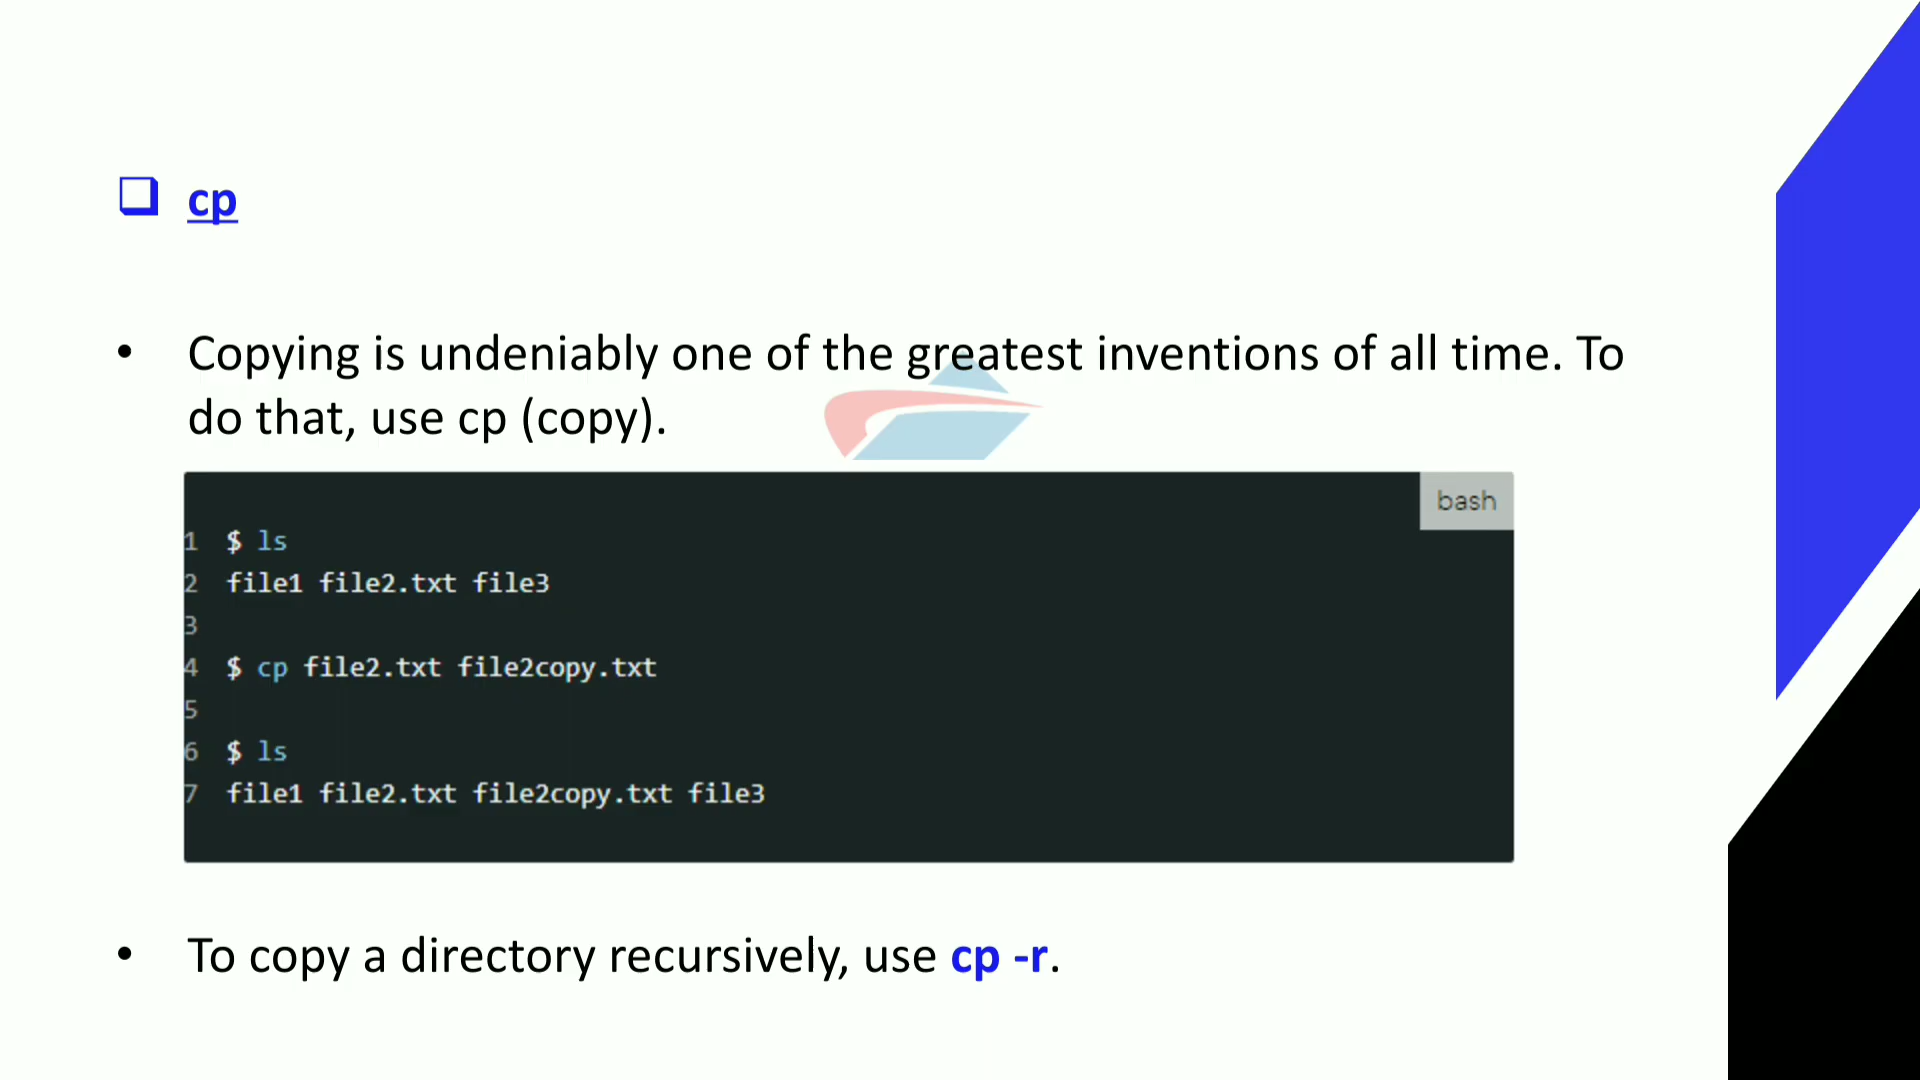 cp
• Copying is undeniably one of the greatest inventions of all time. To
do that, use cp (copy).
bash
1 $ ls
2 file1 file2.txt file3
3
4 $ cp file2.txt file2copy.txt
5
6 $ ls
7 file1 file2.txt file2copy.txt file3
• To copy a directory recursively, use cp -r.